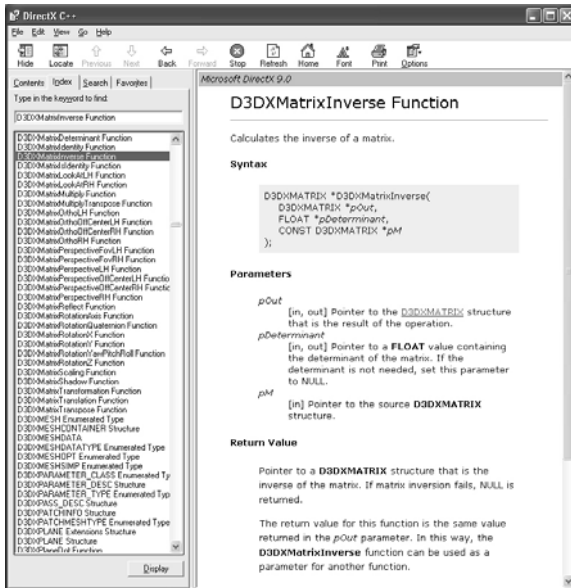 DirectX C++
File Edit View Go Help
Hide Locate Previous Next Back Forward Stop Refresh Home Font Print Options
Contents Index Search Favorites
Type in the keyword to find:
D3DXMatrixInverse Function
D3DXMatrixDeterminant Function
D3DXMatrixIdentity Function
D3DXMatrixInverse Function
D3DXMatrixIsIdentity Function
D3DXMatrixLookAtLH Function
D3DXMatrixLookAtRH Function
D3DXMatrixMultiply Function
D3DXMatrixMultiplyTranspose Function
D3DXMatrixOrthoLH Function
D3DXMatrixOrthoOffCenterLH Function
D3DXMatrixOrthoOffCenterRH Function
D3DXMatrixOrthoRH Function
D3DXMatrixPerspectiveFovLH Function
D3DXMatrixPerspectiveFovRH Function
D3DXMatrixPerspectiveLH Function
D3DXMatrixPerspectiveOffCenterLH Functio
D3DXMatrixPerspectiveOffCenterRH Functic
D3DXMatrixPerspectiveRH Function
D3DXMatrixReflect Function
D3DXMatrixRotationAxis Function
D3DXMatrixRotationQuaternion Function
D3DXMatrixRotationX Function
D3DXMatrixRotationY Function
D3DXMatrixRotationYawPitchRoll Function
D3DXMatrixRotationZ Function
D3DXMatrixScaling Function
D3DXMatrixShadow Function
D3DXMatrixTransformation Function
D3DXMatrixTranslation Function
D3DXMatrixTranspose Function
D3DXMESH Enumerated Type
D3DXMESHCONTAINER Structure
D3DXMESHDATA
D3DXMESHDATATYPE Enumerated Type
D3DXMESHOPT Enumerated Type
D3DXMESHSIMP Enumerated Type
D3DXPARAMETER_CLASS Enumerated Ty
D3DXPARAMETER_DESC Structure
D3DXPARAMETER_TYPE Enumerated Typ
D3DXPASS_DESC Structure
D3DXPATCHINFO Structure
D3DXPATCHMESHTYPE Enumerated Type
D3DXPLANE Extensions Structure
D3DXPLANE Structure
D3DXPlaneDot Function
Display
Microsoft DirectX 9.0
D3DXMatrixInverse Function
Calculates the inverse of a matrix.
Syntax
D3DXMATRIX *D3DXMatrixInverse(
D3DXMATRIX *pOut,
FLOAT *pDeterminant,
CONST D3DXMATRIX *pM
);
Parameters
pOut
[in, out] Pointer to the D3DXMATRIX structure
that is the result of the operation.
pDeterminant
[in, out] Pointer to a FLOAT value containing
the determinant of the matrix. If the
determinant is not needed, set this parameter
to NULL.
pM
[in] Pointer to the source D3DXMATRIX
structure.
Return Value
Pointer to a D3DXMATRIX structure that is the
inverse of the matrix. If matrix inversion fails, NULL is
returned.
The return value for this function is the same value
returned in the pOut parameter. In this way, the
D3DXMatrixInverse function can be used as a
parameter for another function.